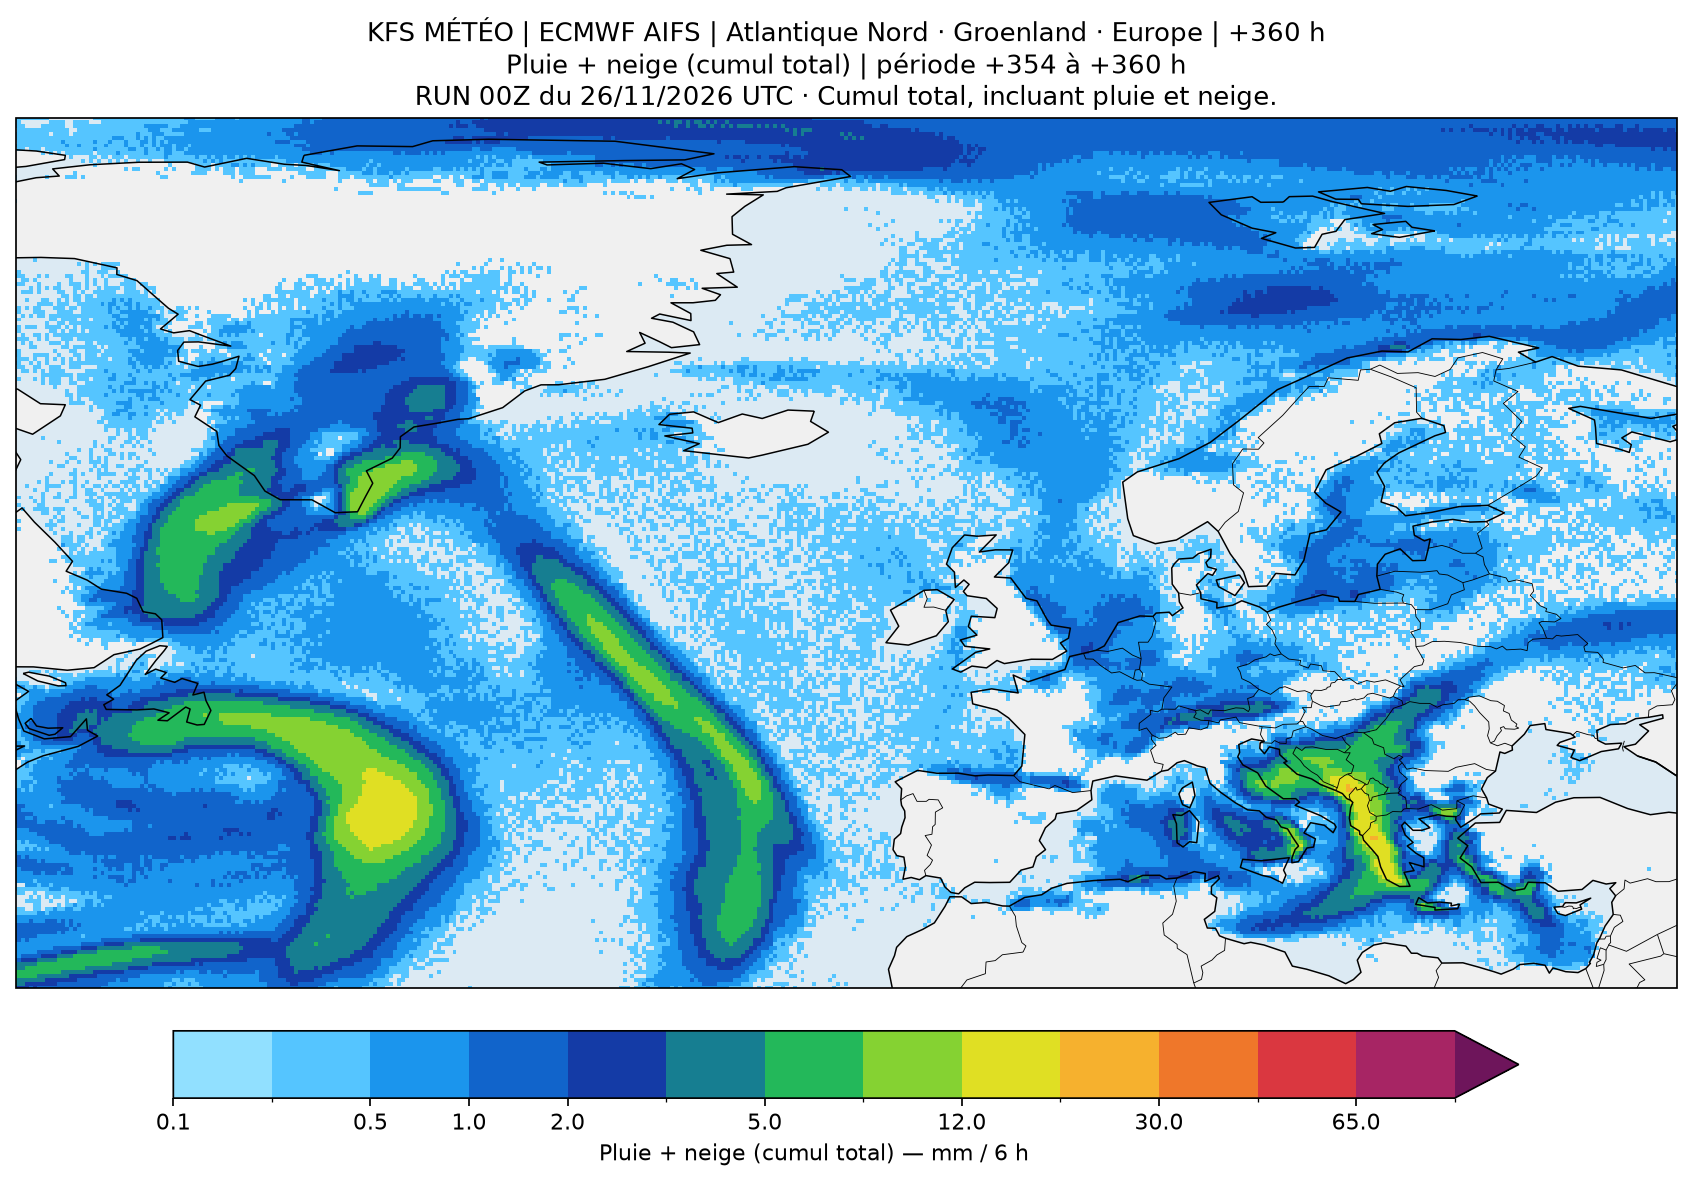 KFS MÉTÉO | ECMWF AIFS | Atlantique Nord · Groenland · Europe | +360 h
Pluie + neige (cumul total) | période +354 à +360 h
RUN 00Z du 26/11/2026 UTC · Cumul total, incluant pluie et neige.
0.1 0.5 1.0 2.0 5.0 12.0 30.0 65.0
Pluie + neige (cumul total) — mm / 6 h